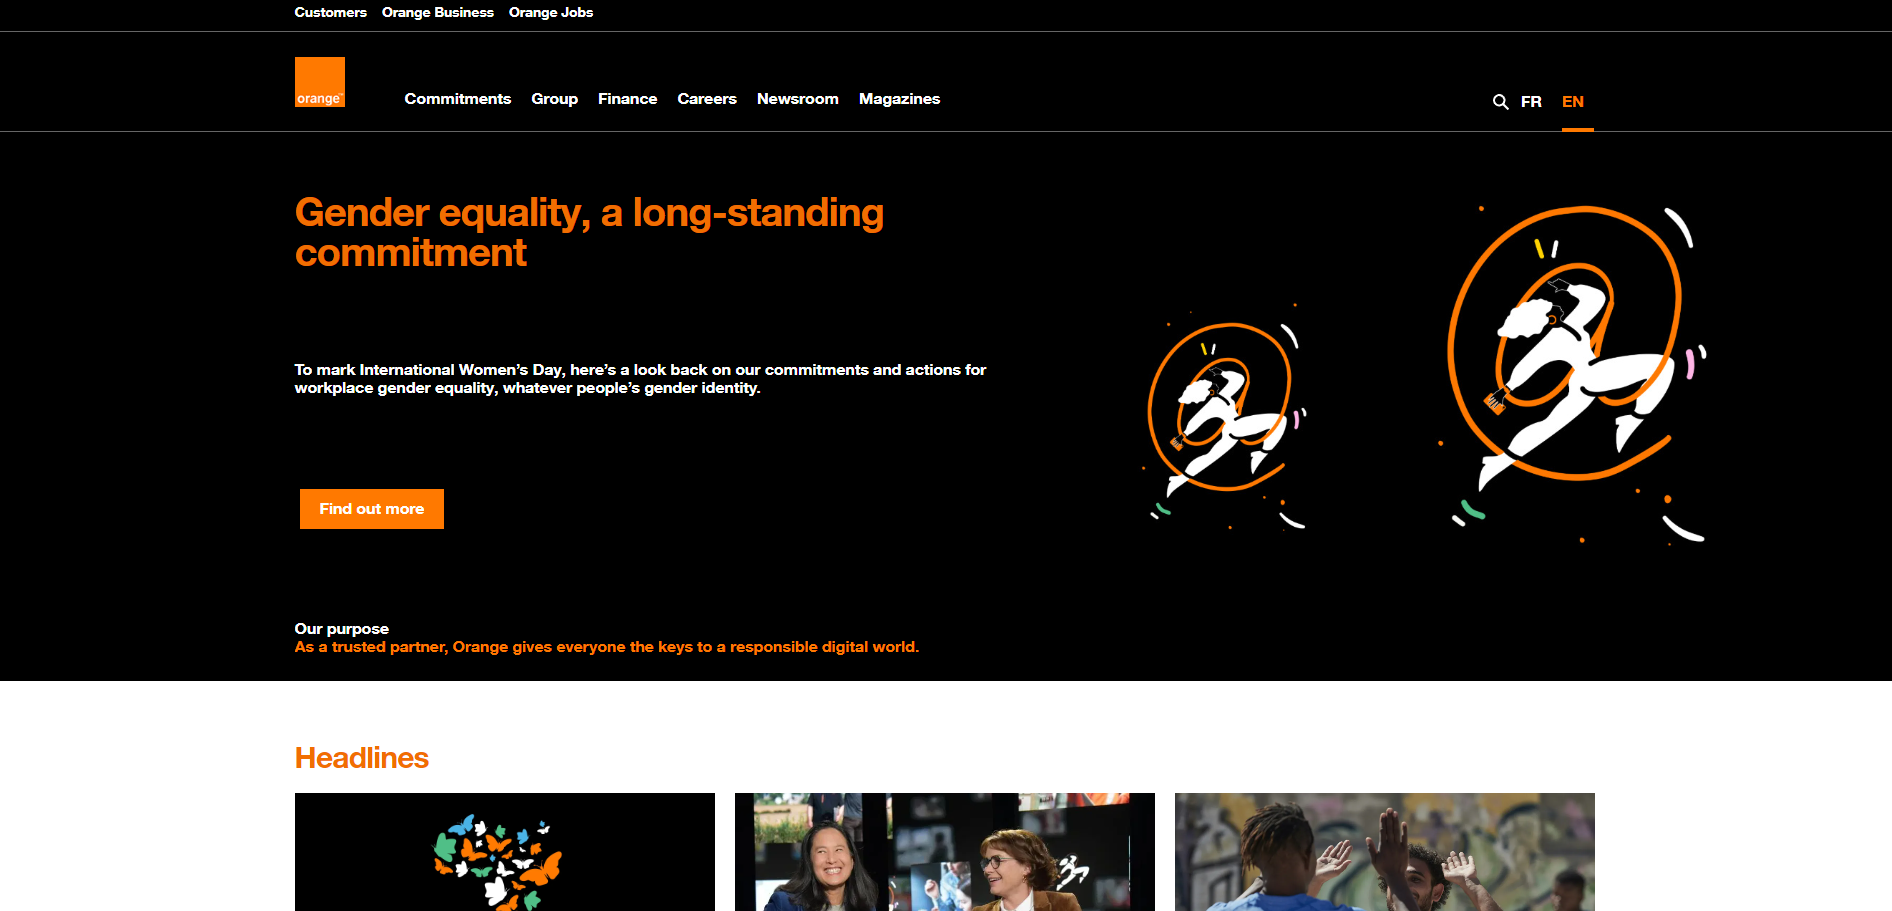 Customers Orange Business Orange Jobs
orange™
Commitments Group Finance Careers Newsroom Magazines
FR EN
Gender equality, a long-standing
commitment
To mark International Women’s Day, here’s a look back on our commitments and actions for
workplace gender equality, whatever people’s gender identity.
Find out more
Our purpose
As a trusted partner, Orange gives everyone the keys to a responsible digital world.
Headlines